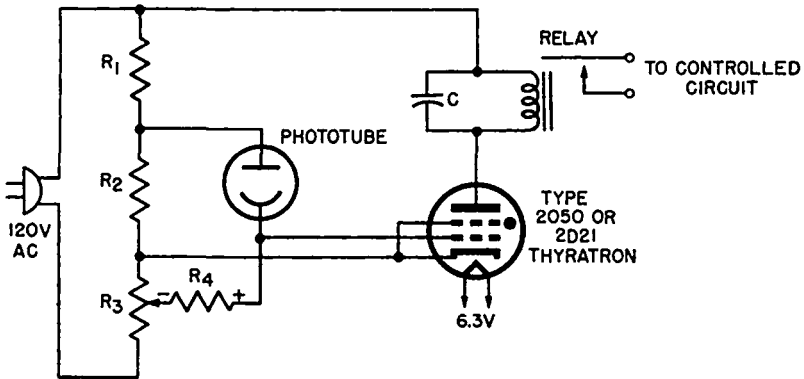 RELAY
TO CONTROLLED
CIRCUIT
R1
C
PHOTOTUBE
R2
120V
AC
TYPE
2050 OR
2D21
THYRATRON
R3
- R4 +
6.3V